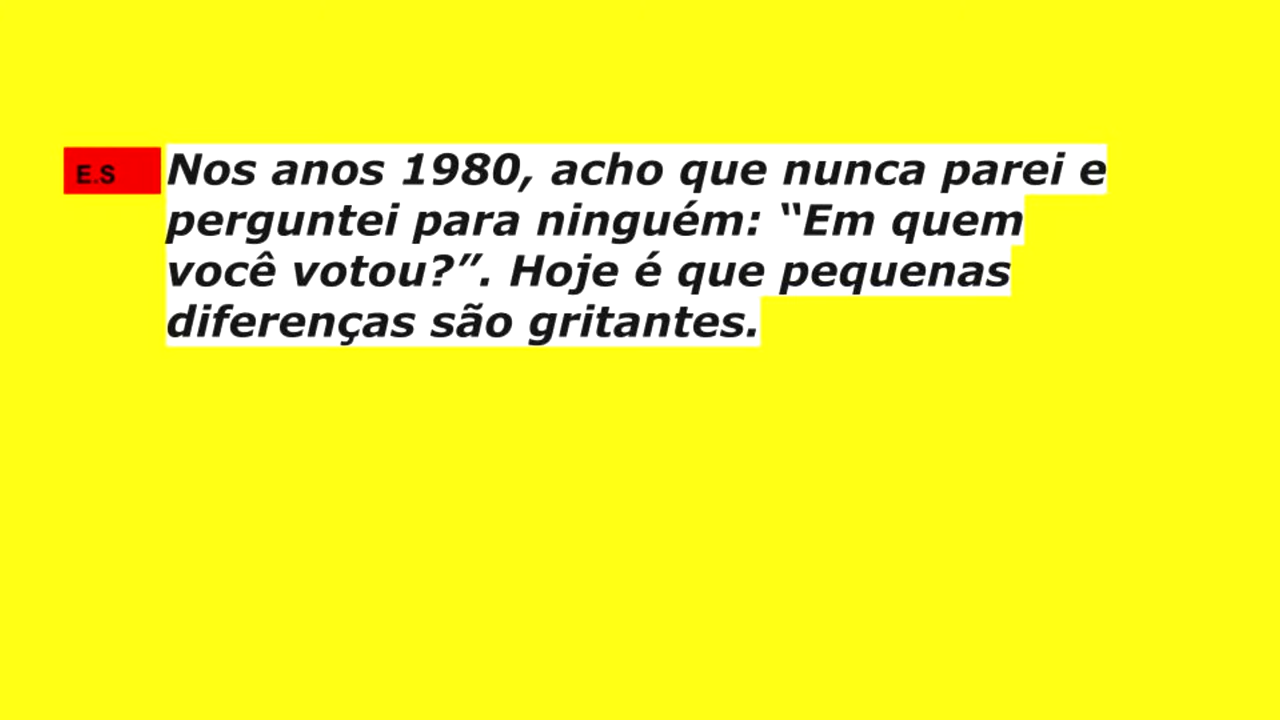 E.S Nos anos 1980, acho que nunca parei e
perguntei para ninguém: “Em quem
você votou?”. Hoje é que pequenas
diferenças são gritantes.